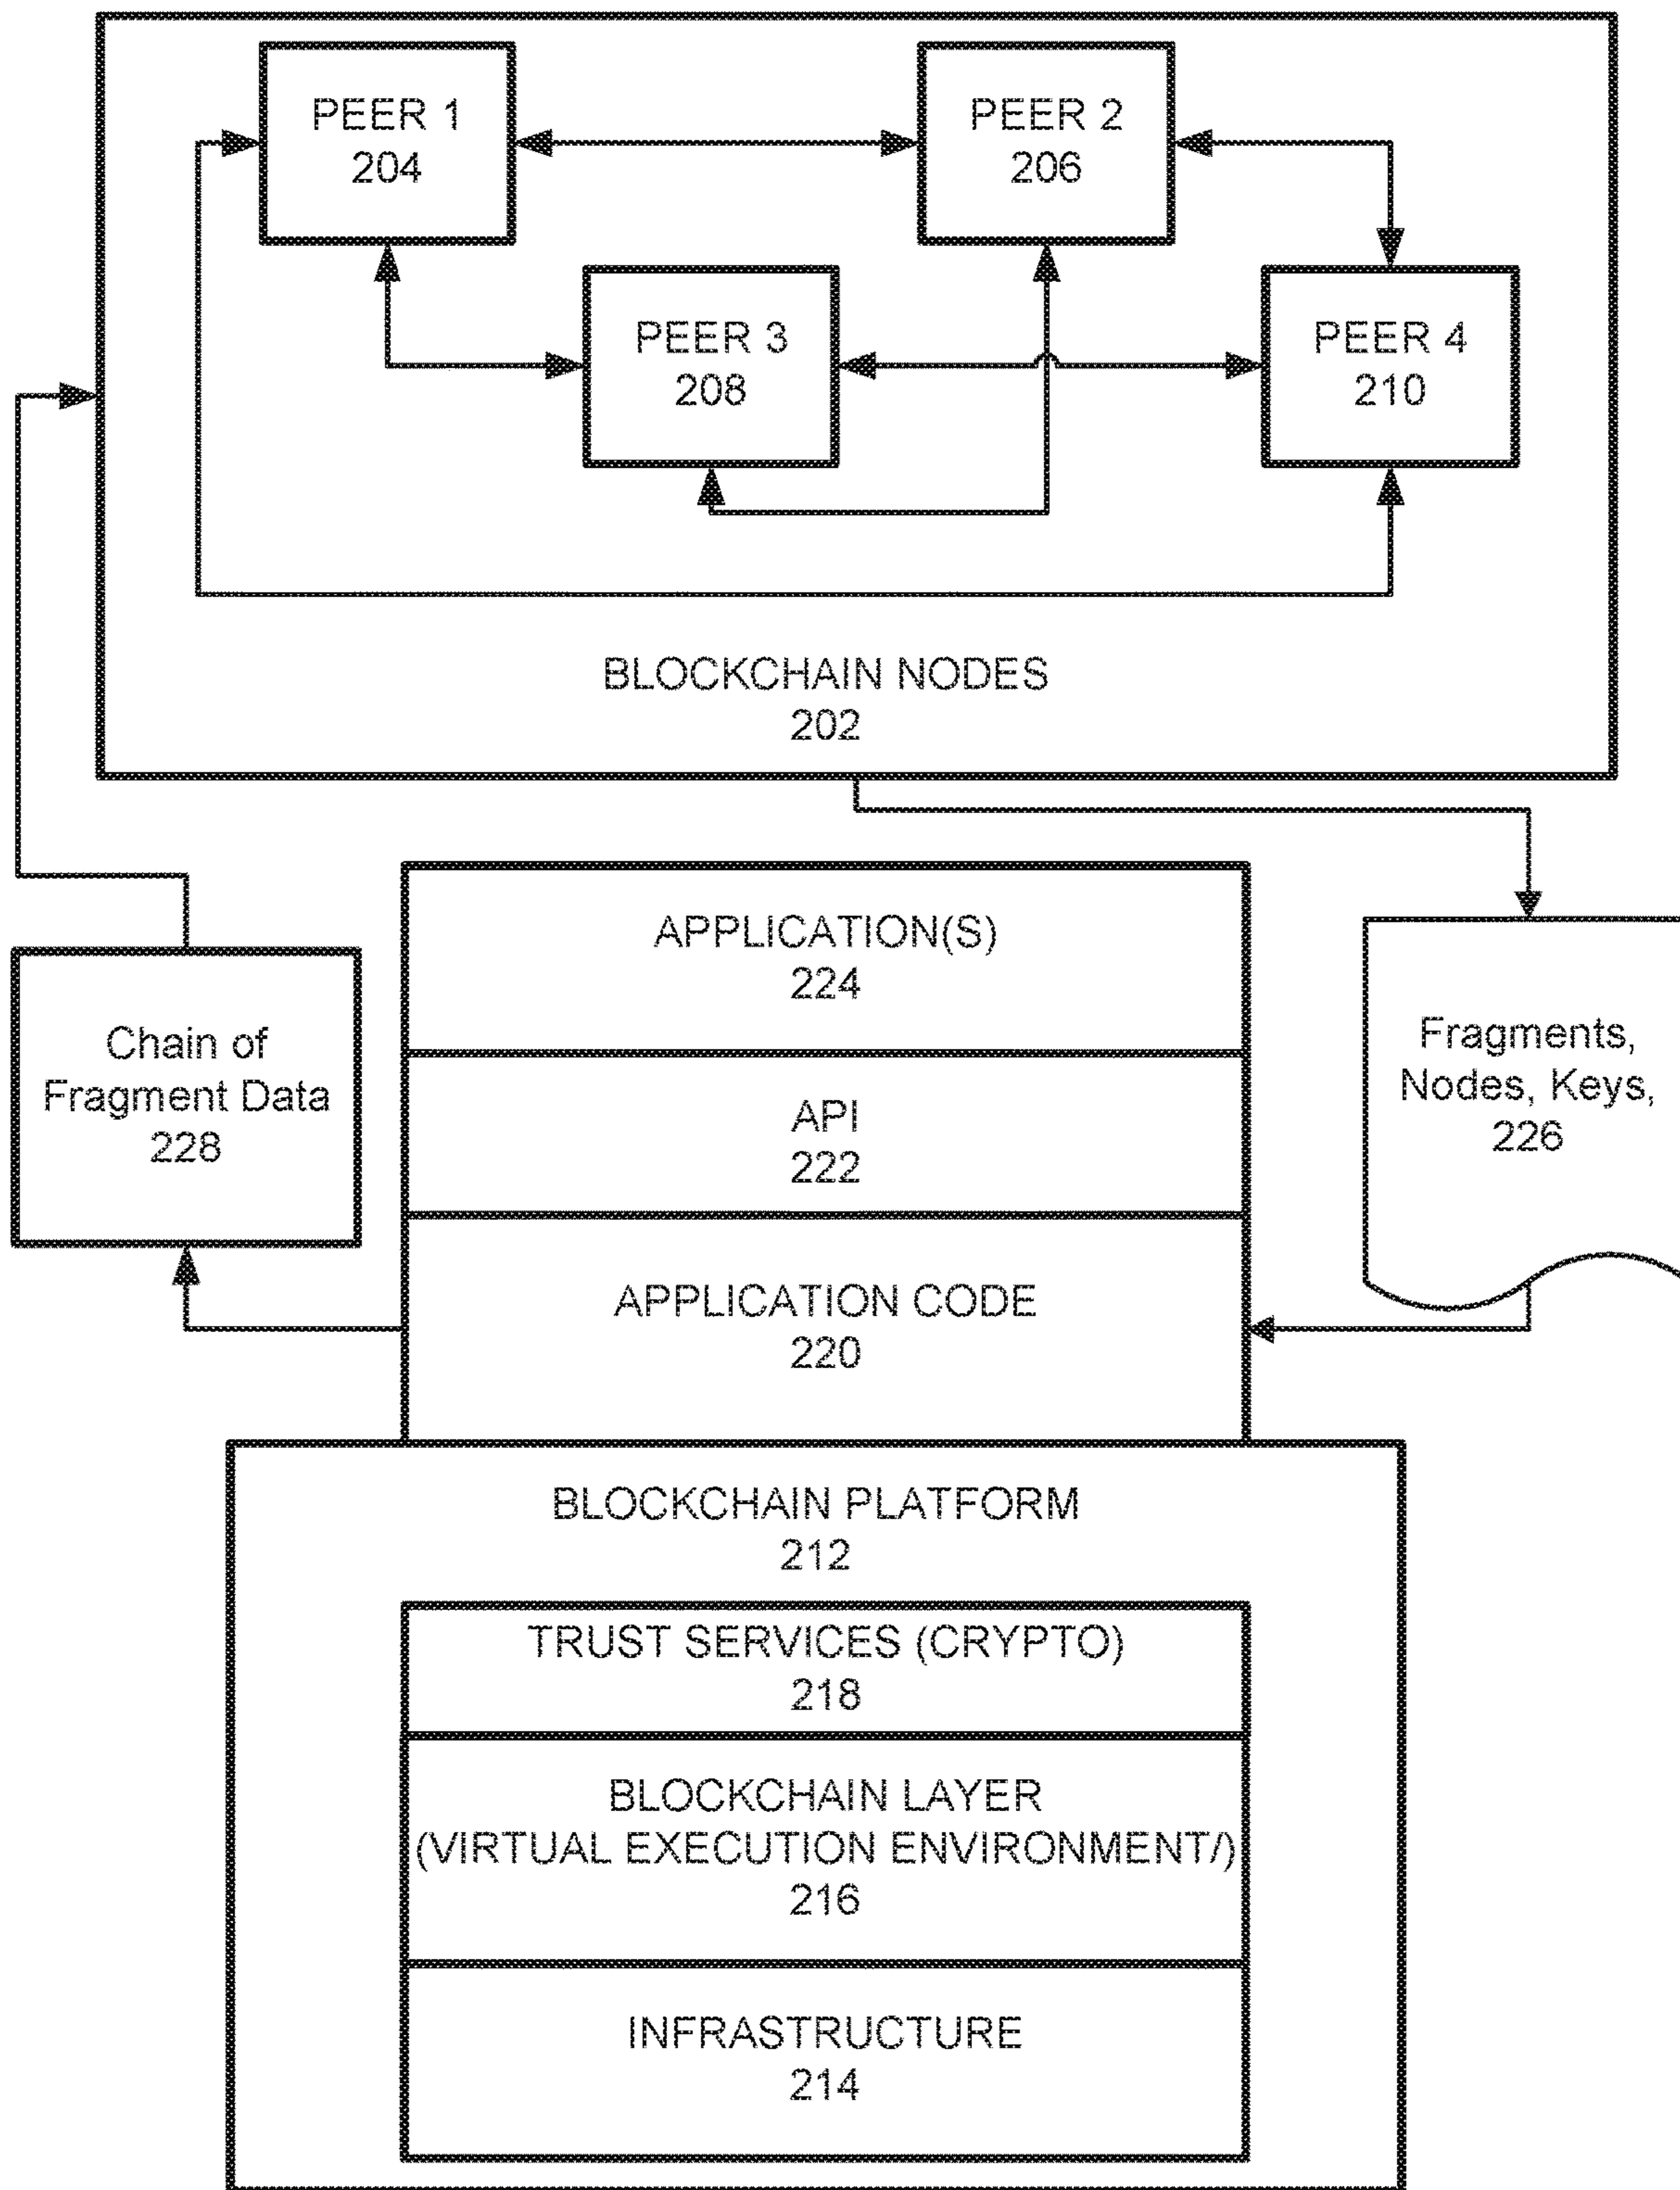 PEER 1
204
PEER 2
206
PEER 3
208
PEER 4
210
BLOCKCHAIN NODES
202
APPLICATION(S)
224
Chain of
Fragment Data
228
API
222
Fragments,
Nodes, Keys,
226
APPLICATION CODE
220
BLOCKCHAIN PLATFORM
212
TRUST SERVICES (CRYPTO)
218
BLOCKCHAIN LAYER
(VIRTUAL EXECUTION ENVIRONMENT/)
216
INFRASTRUCTURE
214